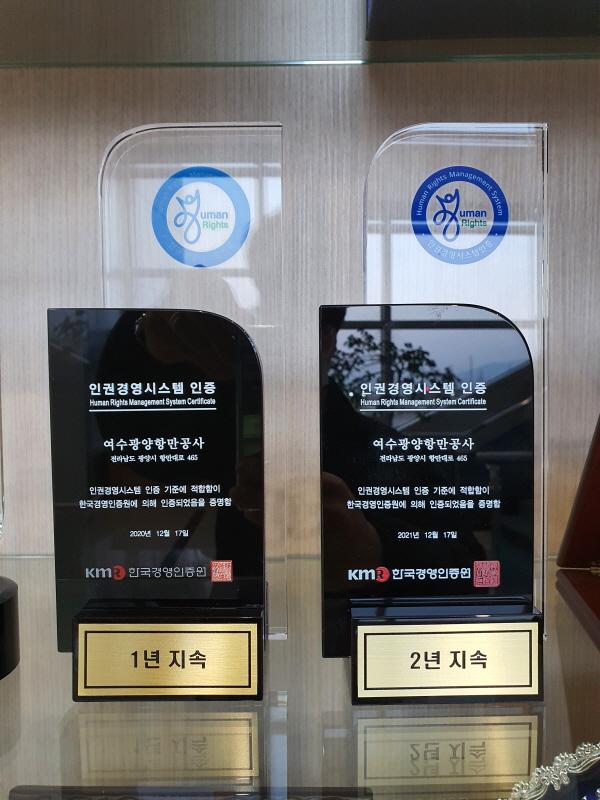 uman
Rights
인권경영시스템 인증
Human Rights Management System Certificate
여수광양항만공사
전라남도 광양시 항만대로 465
인권경영시스템 인증 기준에 적합함이
한국경영인증원에 의해 인증되었음을 증명함
2020년 12월 17일
KMR 한국경영인증원
1년 지속
Human Rights Management System
uman
Rights
인권경영시스템인증
인권경영시스템 인증
Human Rights Management System Certificate
여수광양항만공사
전라남도 광양시 항만대로 465
인권경영시스템 인증 기준에 적합함이
한국경영인증원에 의해 인증되었음을 증명함
2021년 12월 17일
KMR 한국경영인증원
2년 지속